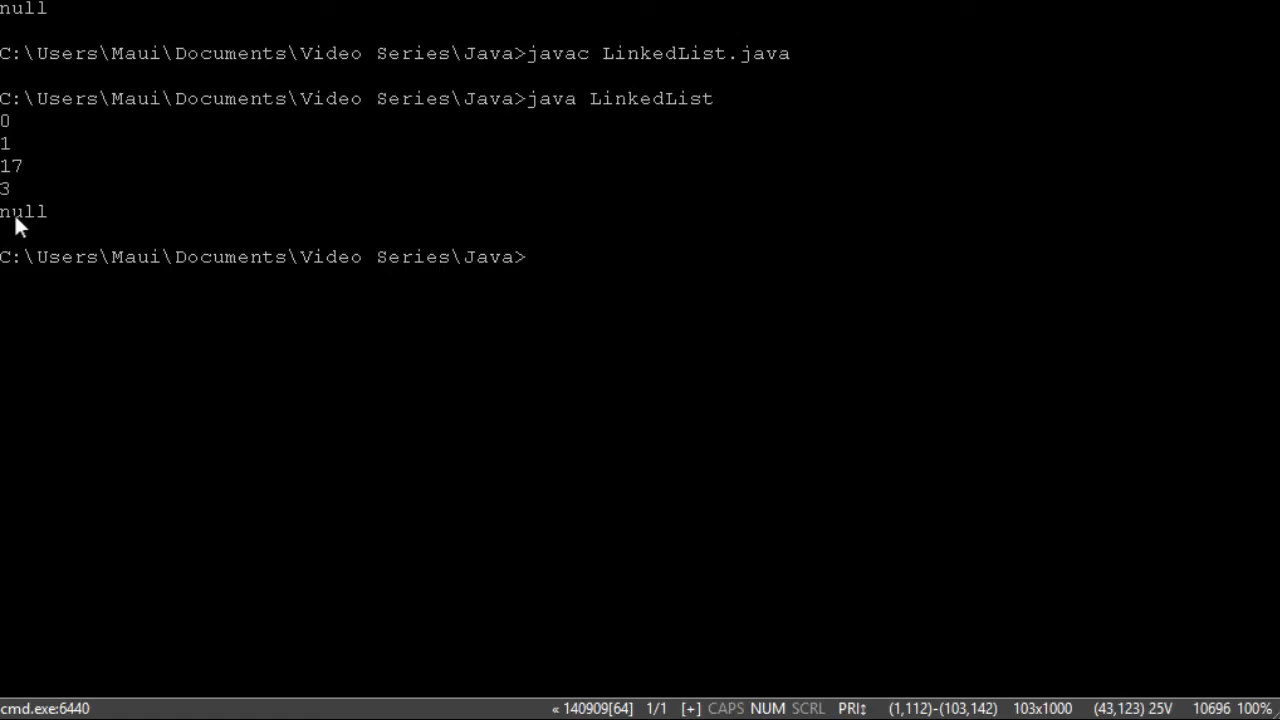 null
C:\Users\Maui\Documents\Video Series\Java>javac LinkedList.java
C:\Users\Maui\Documents\Video Series\Java>java LinkedList
0
1
17
3
null
C:\Users\Maui\Documents\Video Series\Java>
cmd.exe:6440 « 140909[64] 1/1 [+] CAPS NUM SCRL PRI↕ (1,112)-(103,142) 103x1000 (43,123) 25V 10696 100%